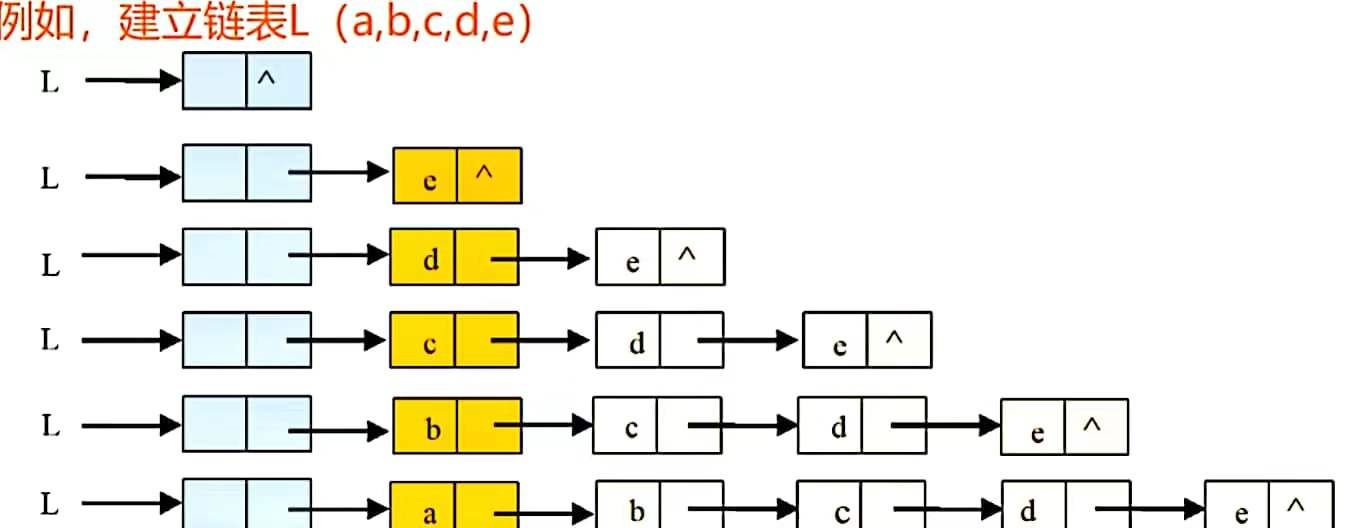 例如，建立链表L（a,b,c,d,e）
L ^
L e ^
L d e ^
L c d e ^
L b c d e ^
L a b c d e ^